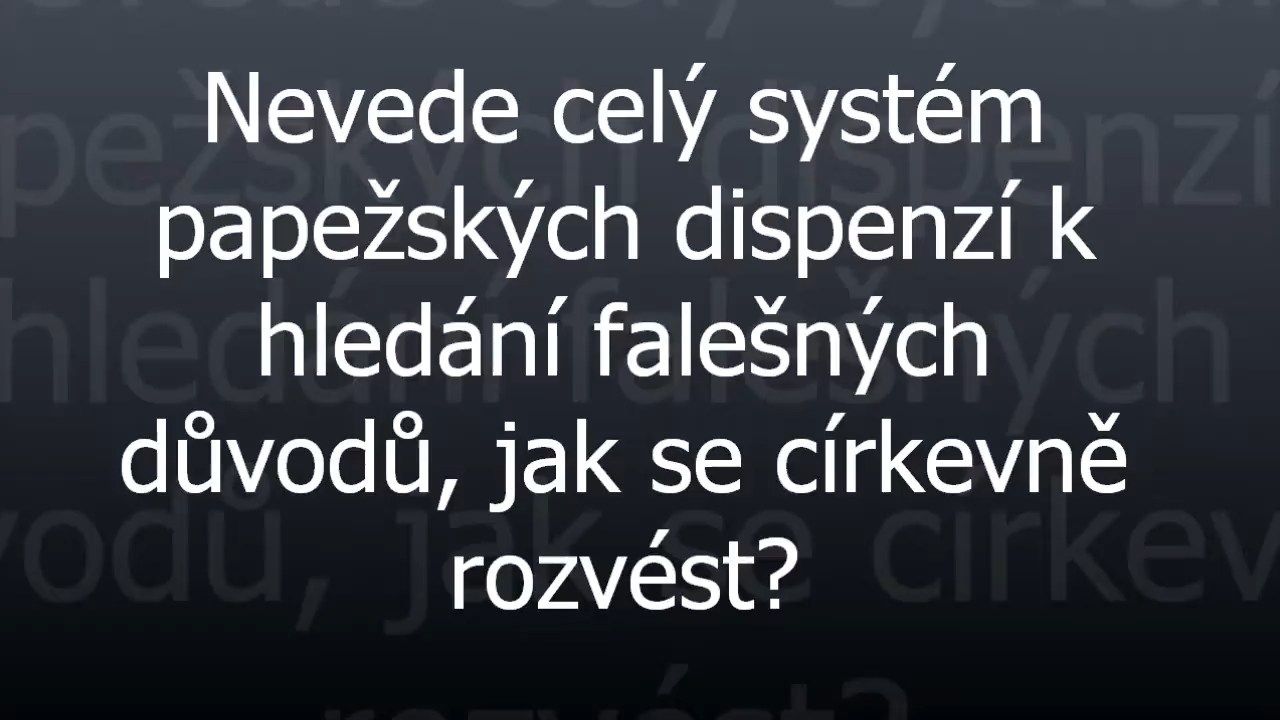 Nevede celý systém
papežských dispenzí k
hledání falešných
důvodů, jak se církevně
rozvést?